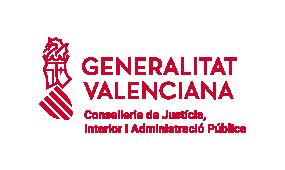 GENERALITAT
VALENCIANA
Conselleria de Justícia,
Interior i Administració Pública